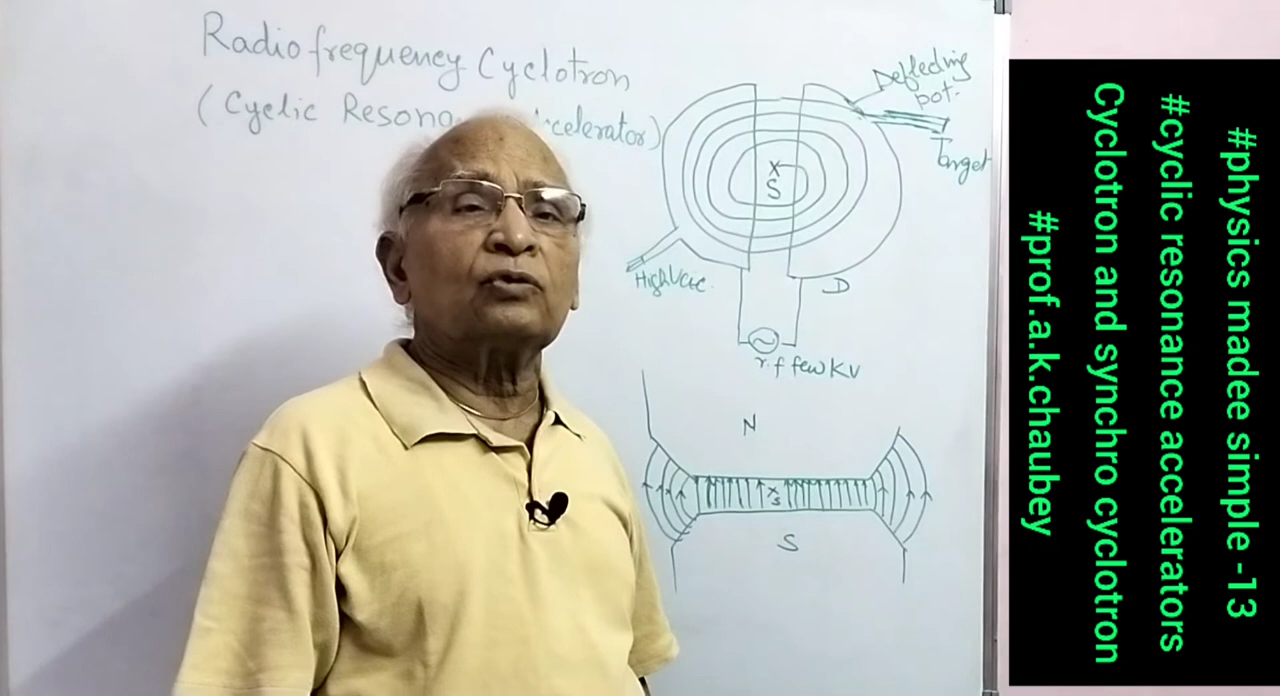 Radio frequency Cyclotron
(Cyclic Resona celerator)
Deflecting
pot.
Target
X
S
High Vac.
D
r.f few KV
N
x
s
S
#physics madee simple -13
#cyclic resonance accelerators
Cyclotron and synchro cyclotron
#prof.a.k.chaubey